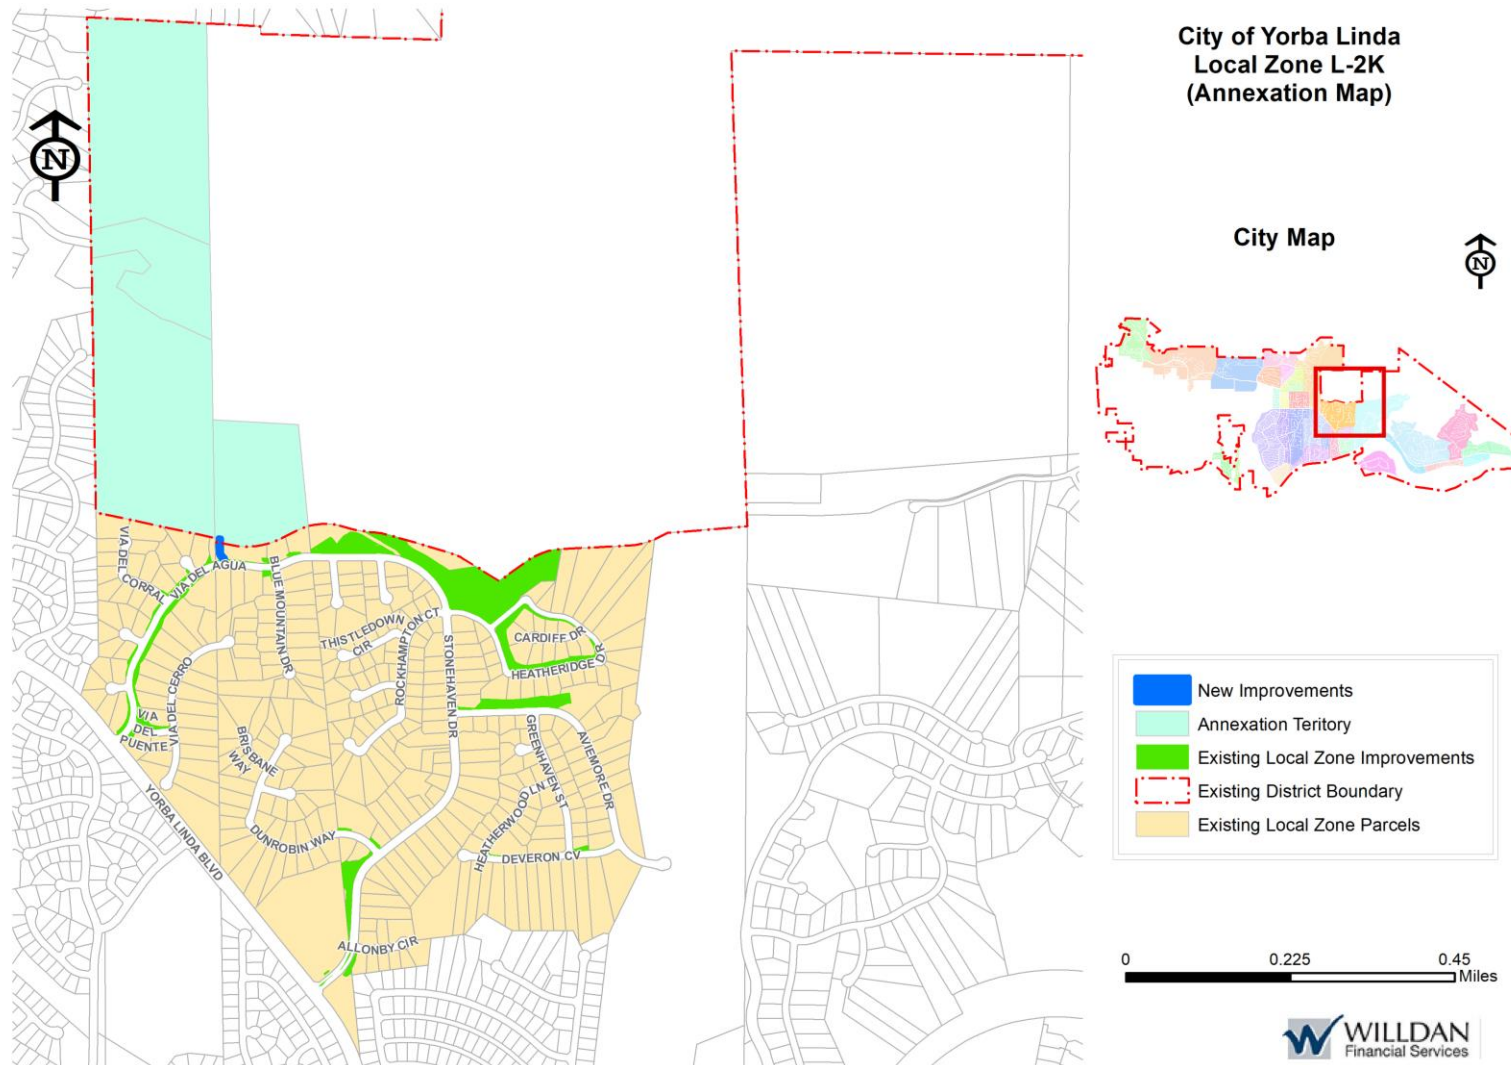 City of Yorba Linda
Local Zone L-2K
(Annexation Map)
N
City Map
N
VIA DEL CORRAL
VIA DEL AGUA
BLUE MOUNTAIN DR
THISTLEDOWN
CIR
ROCKHAMPTON CT
STONEHAVEN DR
CARDIFF DR
HEATHERIDGE DR
VIA DEL CERRO
VIA
DEL
PUENTE
BRISBANE
WAY
GREENHAVEN ST
AVIEMORE DR
HEATHERWOOD LN
YORBA LINDA BLVD
DUNROBIN WAY
DEVERON CV
ALLONBY CIR
New Improvements
Annexation Teritory
Existing Local Zone Improvements
Existing District Boundary
Existing Local Zone Parcels
0 0.225 0.45
Miles
WILLDAN
Financial Services